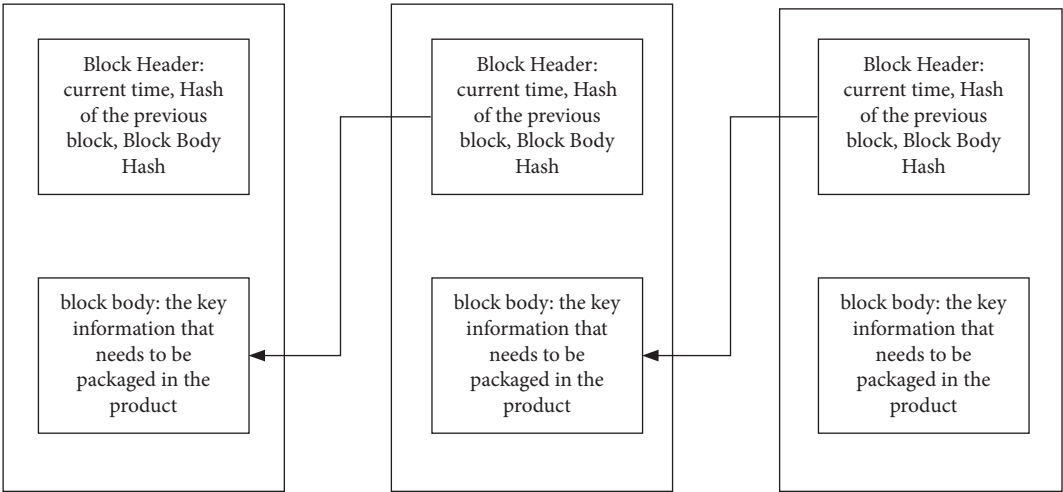 Block Header:
current time, Hash
of the previous
block, Block Body
Hash
block body: the key
information that
needs to be
packaged in the
product
Block Header:
current time, Hash
of the previous
block, Block Body
Hash
block body: the key
information that
needs to be
packaged in the
product
Block Header:
current time, Hash
of the previous
block, Block Body
Hash
block body: the key
information that
needs to be
packaged in the
product